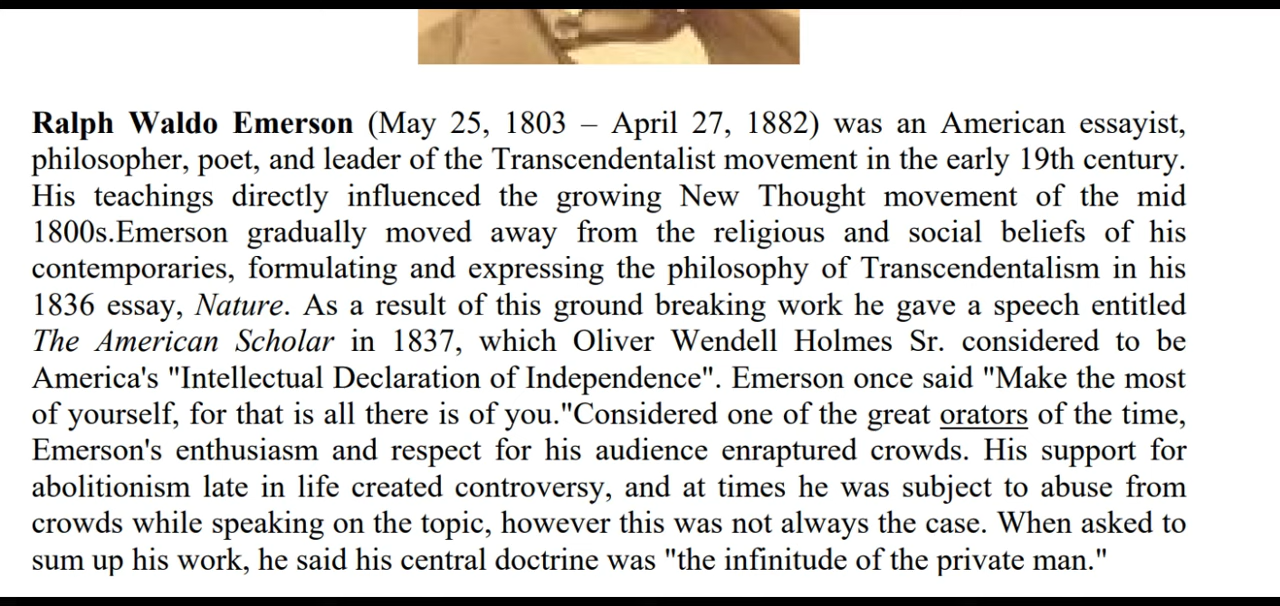 Ralph Waldo Emerson (May 25, 1803 – April 27, 1882) was an American essayist,
philosopher, poet, and leader of the Transcendentalist movement in the early 19th century.
His teachings directly influenced the growing New Thought movement of the mid
1800s.Emerson gradually moved away from the religious and social beliefs of his
contemporaries, formulating and expressing the philosophy of Transcendentalism in his
1836 essay, Nature. As a result of this ground breaking work he gave a speech entitled
The American Scholar in 1837, which Oliver Wendell Holmes Sr. considered to be
America's "Intellectual Declaration of Independence". Emerson once said "Make the most
of yourself, for that is all there is of you."Considered one of the great orators of the time,
Emerson's enthusiasm and respect for his audience enraptured crowds. His support for
abolitionism late in life created controversy, and at times he was subject to abuse from
crowds while speaking on the topic, however this was not always the case. When asked to
sum up his work, he said his central doctrine was "the infinitude of the private man."